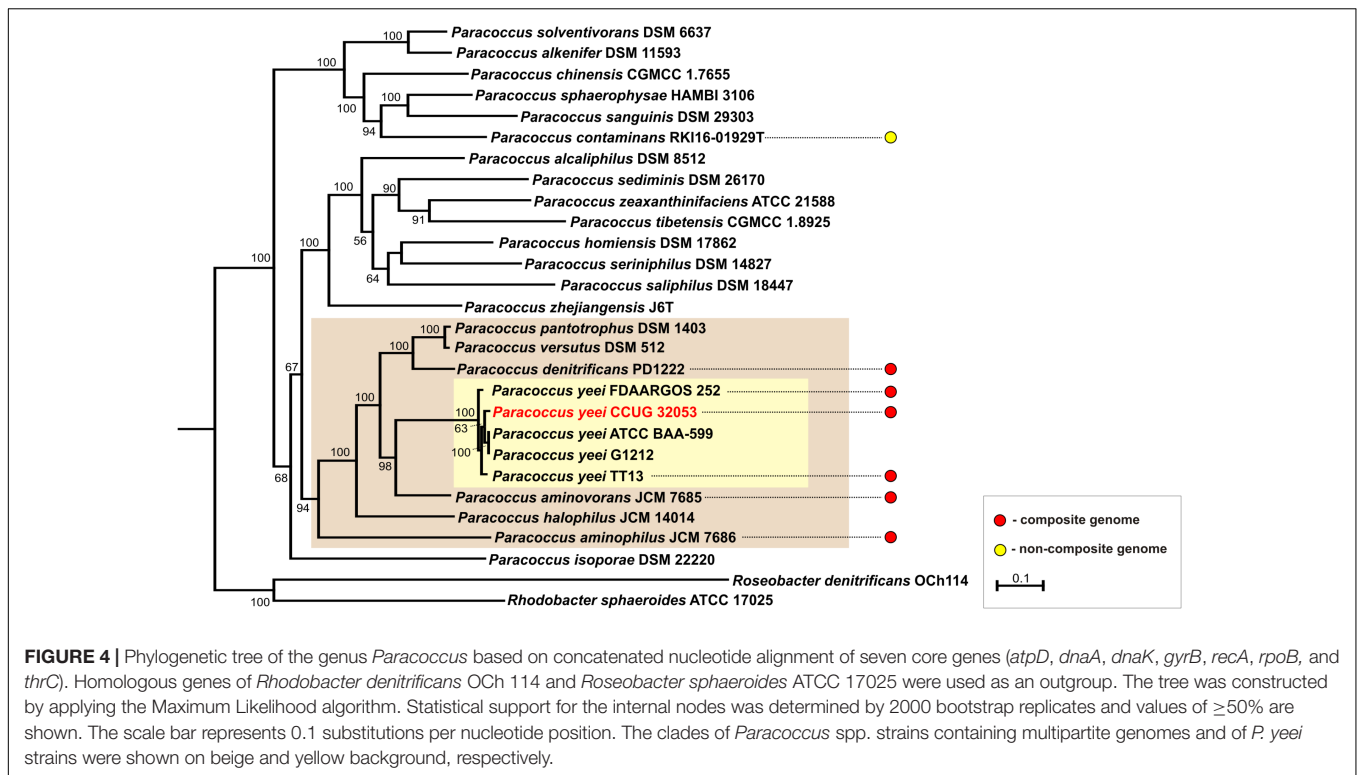 Paracoccus solventivorans DSM 6637
100
Paracoccus alkenifer DSM 11593
100
Paracoccus chinensis CGMCC 1.7655
Paracoccus sphaerophysae HAMBI 3106
100
100
Paracoccus sanguinis DSM 29303
94
Paracoccus contaminans RKI16-01929T
Paracoccus alcaliphilus DSM 8512
Paracoccus sediminis DSM 26170
100
90
Paracoccus zeaxanthinifaciens ATCC 21588
91
Paracoccus tibetensis CGMCC 1.8925
100
56
Paracoccus homiensis DSM 17862
100
Paracoccus seriniphilus DSM 14827
64
Paracoccus saliphilus DSM 18447
Paracoccus zhejiangensis J6T
100
Paracoccus pantotrophus DSM 1403
100
Paracoccus versutus DSM 512
67
Paracoccus denitrificans PD1222
Paracoccus yeei FDAARGOS 252
100
Paracoccus yeei CCUG 32053
63
Paracoccus yeei ATCC BAA-599
100
100
Paracoccus yeei G1212
98
68
Paracoccus yeei TT13
Paracoccus aminovorans JCM 7685
94
Paracoccus halophilus JCM 14014
Paracoccus aminophilus JCM 7686
Paracoccus isoporae DSM 22220
Roseobacter denitrificans OCh114
100
Rhodobacter sphaeroides ATCC 17025
- composite genome
- non-composite genome
0.1
FIGURE 4 | Phylogenetic tree of the genus Paracoccus based on concatenated nucleotide alignment of seven core genes (atpD, dnaA, dnaK, gyrB, recA, rpoB, and
thrC). Homologous genes of Rhodobacter denitrificans OCh 114 and Roseobacter sphaeroides ATCC 17025 were used as an outgroup. The tree was constructed
by applying the Maximum Likelihood algorithm. Statistical support for the internal nodes was determined by 2000 bootstrap replicates and values of ≥50% are
shown. The scale bar represents 0.1 substitutions per nucleotide position. The clades of Paracoccus spp. strains containing multipartite genomes and of P. yeei
strains were shown on beige and yellow background, respectively.